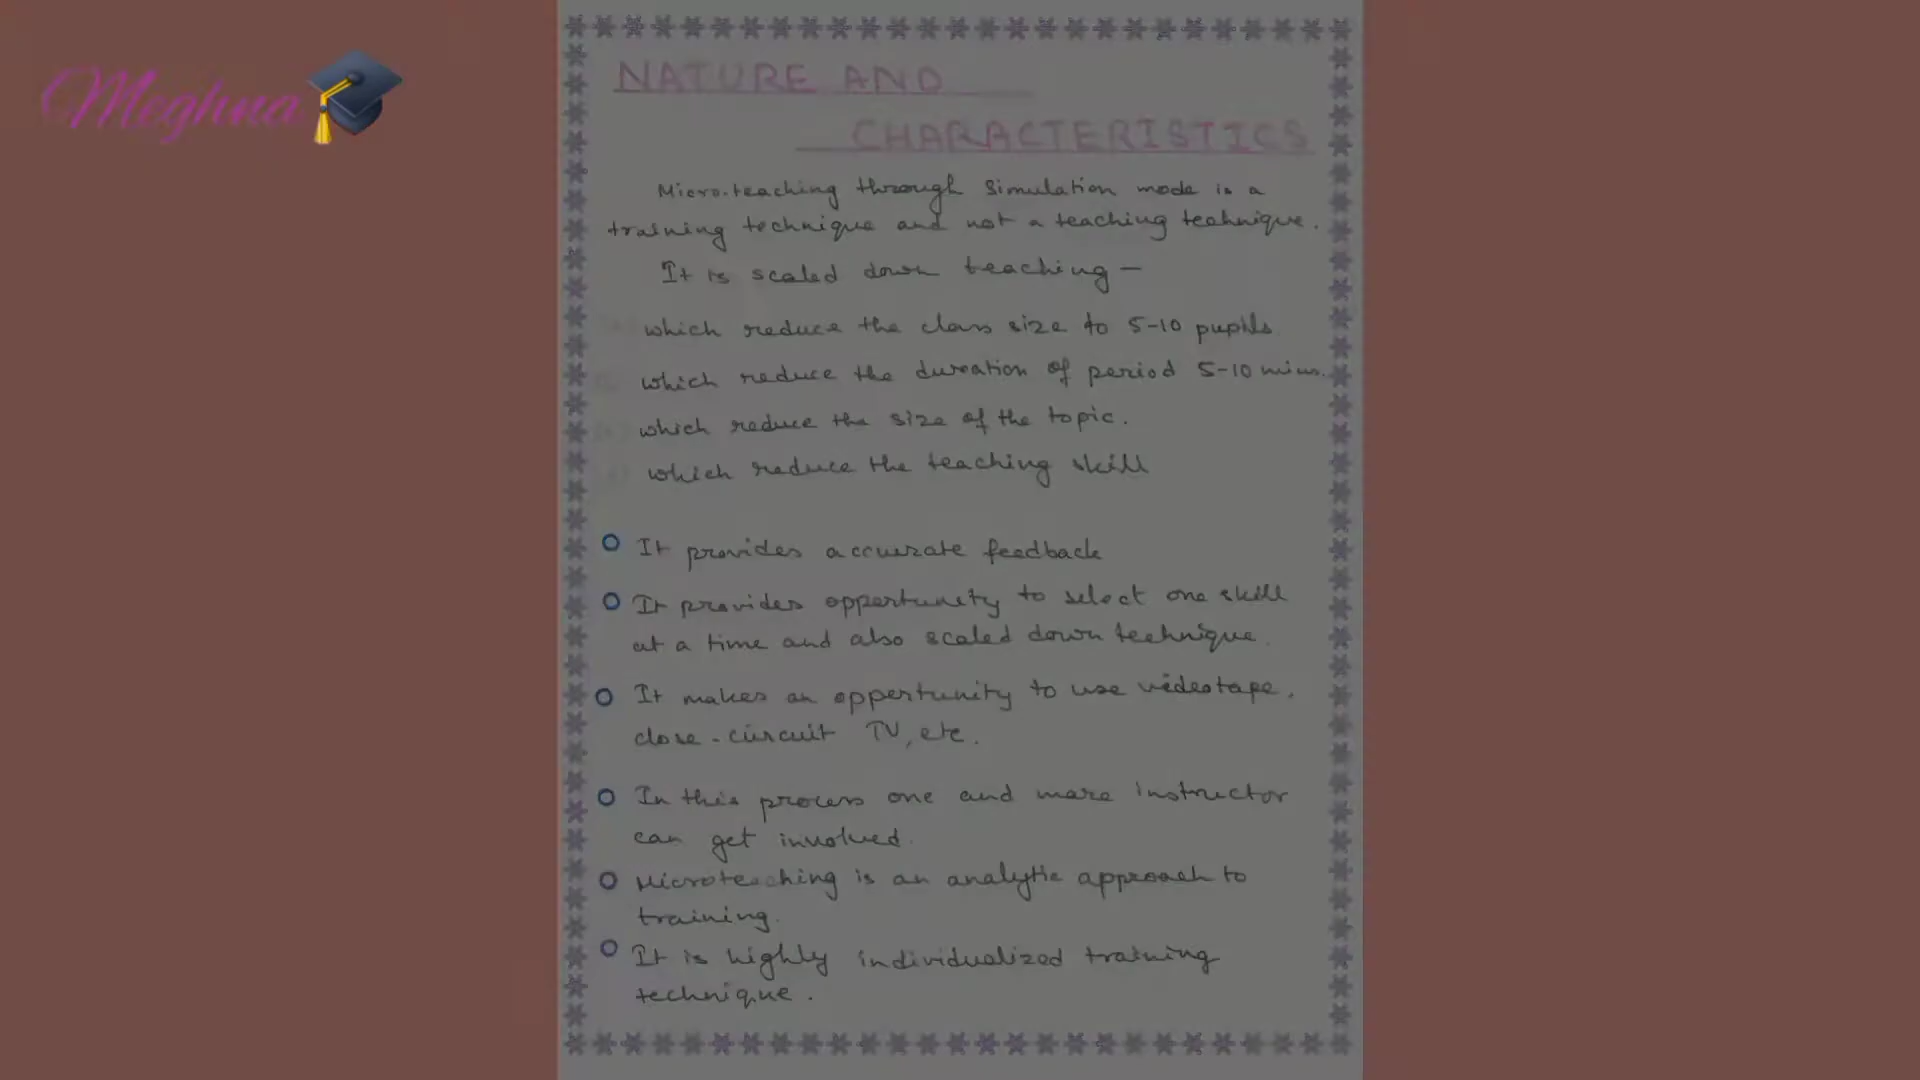 Meghna
NATURE AND
CHARACTERISTICS
Micro-teaching through simulation mode is a
training technique and not a teaching technique.
It is scaled down teaching —
which reduce the class size to 5-10 pupils
which reduce the duration of period 5-10 mins.
which reduce the size of the topic.
which reduce the teaching skill
It provides accurate feedback
It provides opportunity to select one skill
at a time and also scaled down technique.
It makes an opportunity to use videotape,
close-circuit TV, etc.
In this process one and more instructor
can get involved.
Microteaching is an analytic approach to
training.
It is highly individualized training
technique.